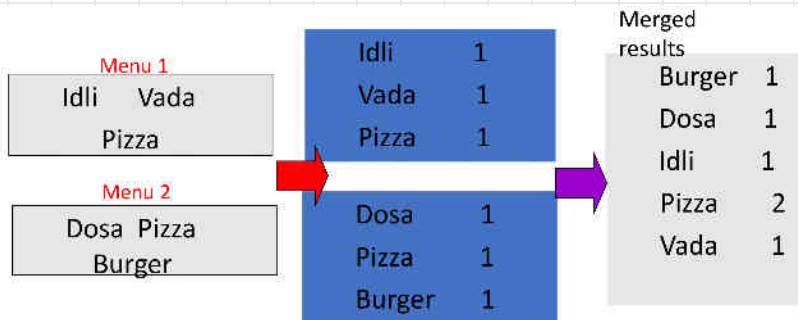 Menu 1
Idli Vada
Pizza
Menu 2
Dosa Pizza
Burger
Idli 1
Vada 1
Pizza 1
Dosa 1
Pizza 1
Burger 1
Merged
results
Burger 1
Dosa 1
Idli 1
Pizza 2
Vada 1